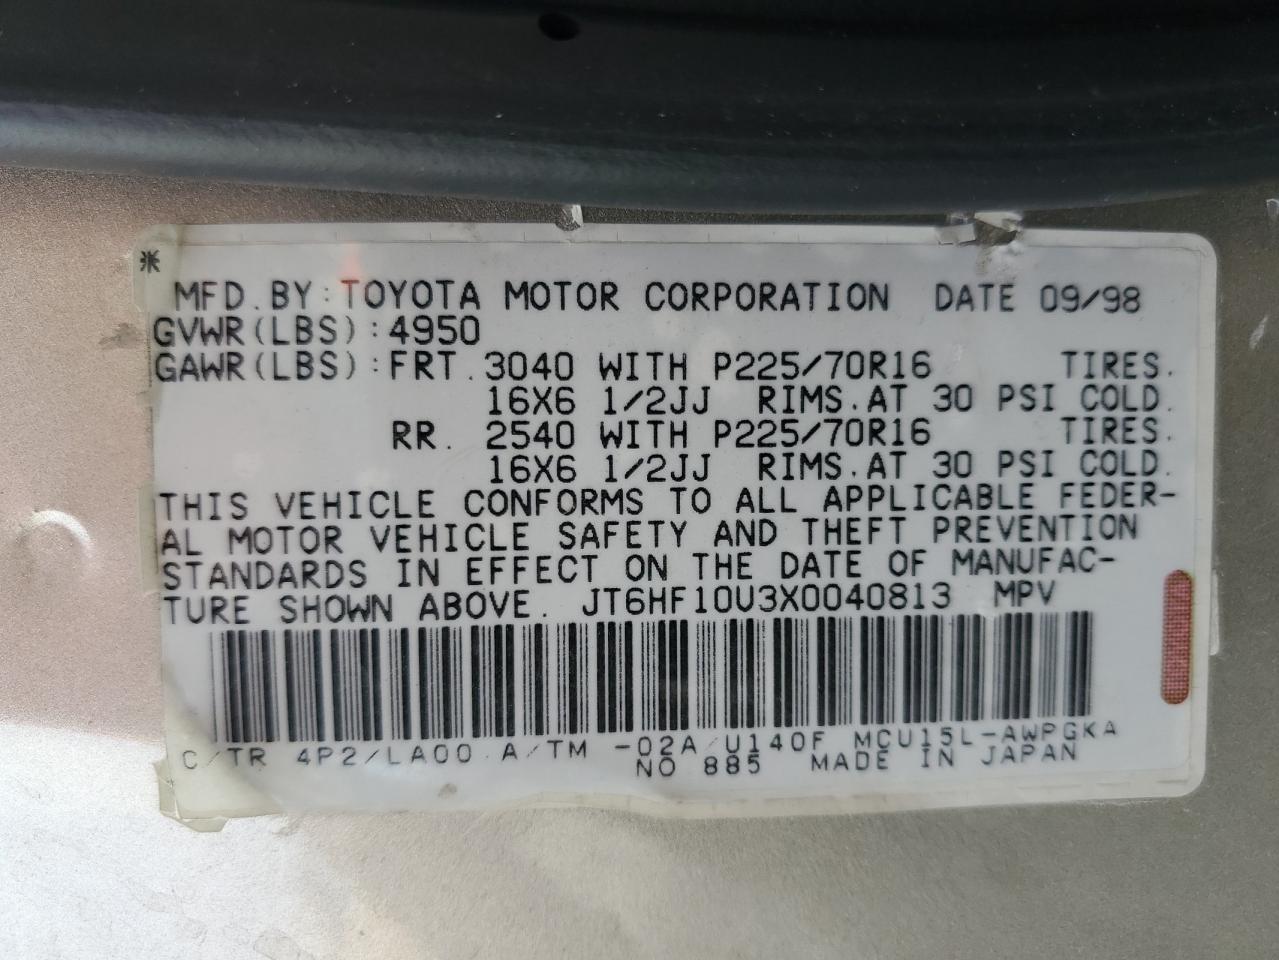 MFD. BY: TOYOTA MOTOR CORPORATION DATE 09/98
GVWR(LBS): 4950
GAWR(LBS): FRT. 3040 WITH P225/70R16 TIRES.
16X6 1/2JJ RIMS. AT 30 PSI COLD.
RR. 2540 WITH P225/70R16 TIRES.
16X6 1/2JJ RIMS. AT 30 PSI COLD.
THIS VEHICLE CONFORMS TO ALL APPLICABLE FEDER-
AL MOTOR VEHICLE SAFETY AND THEFT PREVENTION
STANDARDS IN EFFECT ON THE DATE OF MANUFAC-
TURE SHOWN ABOVE. JT6HF10U3X0040813 MPV
C/TR 4P2/LA00 A/TM -02A/U140F MCU15L-AWPGKA
NO 885 MADE IN JAPAN